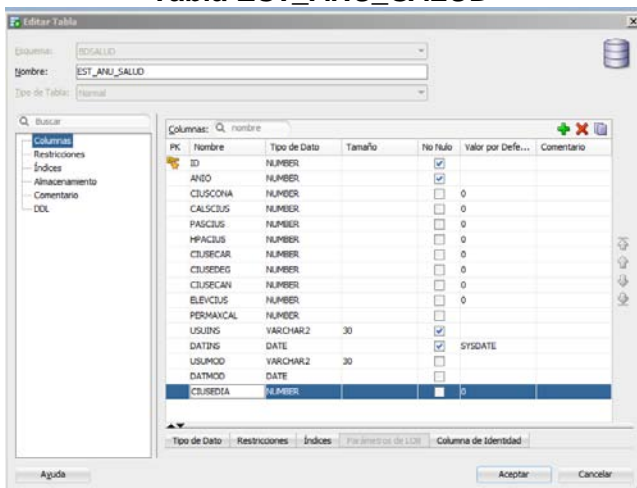 Tabla EST_ANU_SALUD
Editar Tabla
Esquema: BDSALUD
Nombre: EST_ANU_SALUD
Tipo de Tabla: Normal
Buscar
Columnas
Restricciones
Índices
Almacenamiento
Comentario
DDL
Columnas: nombre
PK Nombre Tipo de Dato Tamaño No Nulo Valor por Defe... Comentario
ID NUMBER
ANIO NUMBER
CIUSCONA NUMBER 0
CALSCIUS NUMBER 0
PASCIUS NUMBER 0
HPACIUS NUMBER 0
CIUSECAR NUMBER 0
CIUSEDEG NUMBER 0
CIUSECAN NUMBER 0
ELEVCIUS NUMBER 0
PERMAXCAL NUMBER
USUINS VARCHAR2 30
DATINS DATE SYSDATE
USUMOD VARCHAR2 30
DATMOD DATE
CIUSEDIA NUMBER 0
Tipo de Dato Restricciones Índices Parámetros de LOB Columna de Identidad
Ayuda Aceptar Cancelar